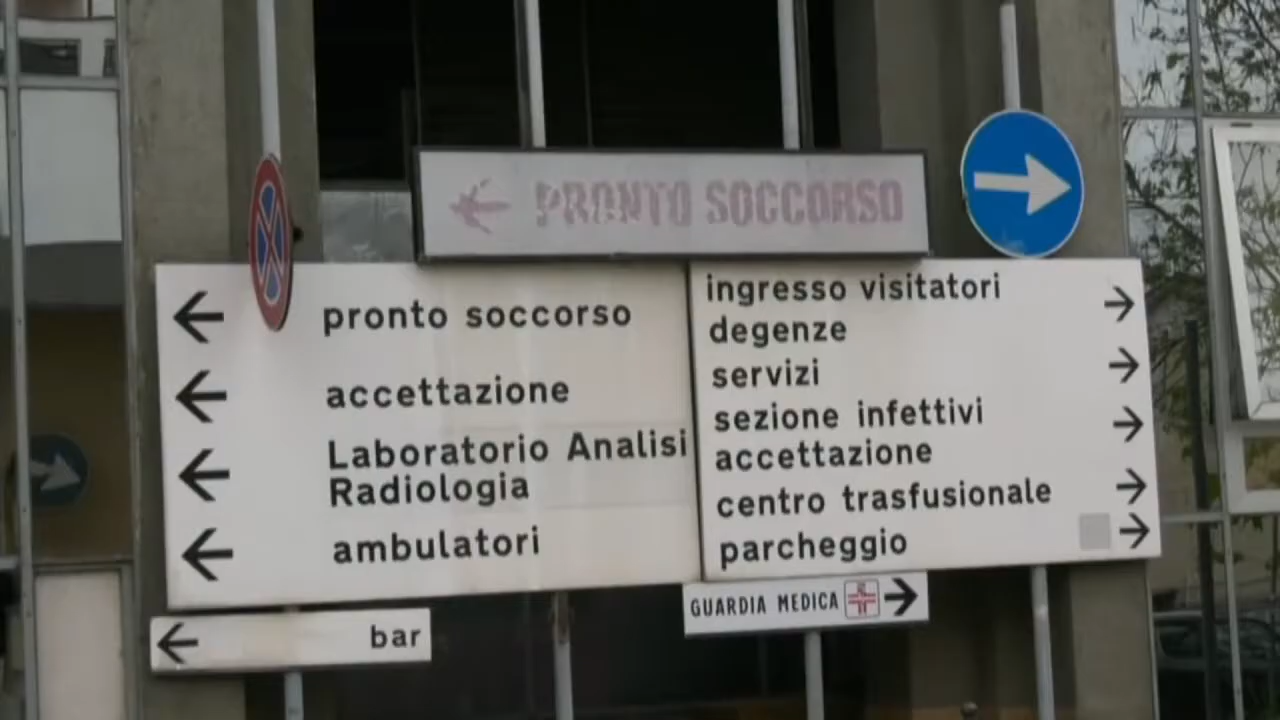 PRONTO SOCCORSO
pronto soccorso
accettazione
Laboratorio Analisi
Radiologia
ambulatori
bar
ingresso visitatori
degenze
servizi
sezione infettivi
accettazione
centro trasfusionale
parcheggio
GUARDIA MEDICA